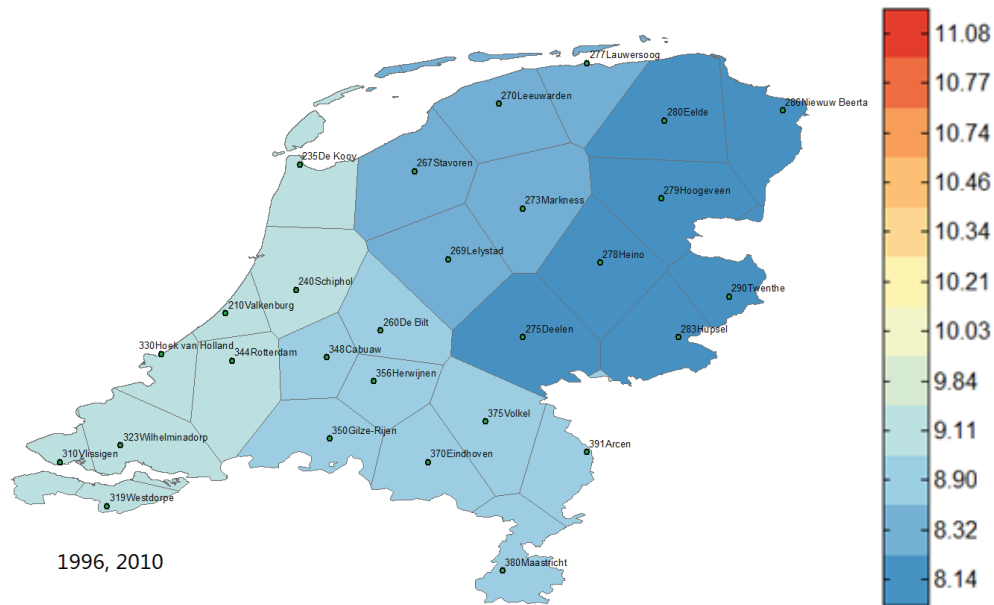 11.08
277Lauwersoog
10.77
270Leeuwarden
286Niewuw Beerta
280Eelde
10.74
235De Kooy
267Stavoren
10.46
279Hoogeveen
273Markness
10.34
269Lelystad
278Heino
10.21
240Schiphol
290Twenthe
210Valkenburg
10.03
260De Bilt
275Deelen
283Hupsel
330Hoek van Holland
348Cabuaw
344Rotterdam
9.84
356Herwijnen
375Volkel
9.11
350Gilze-Rijen
323Wilhelminadorp
391Arcen
310Vlissigen
370Eindhoven
8.90
319Westdorpe
8.32
1996, 2010
380Maastricht
8.14